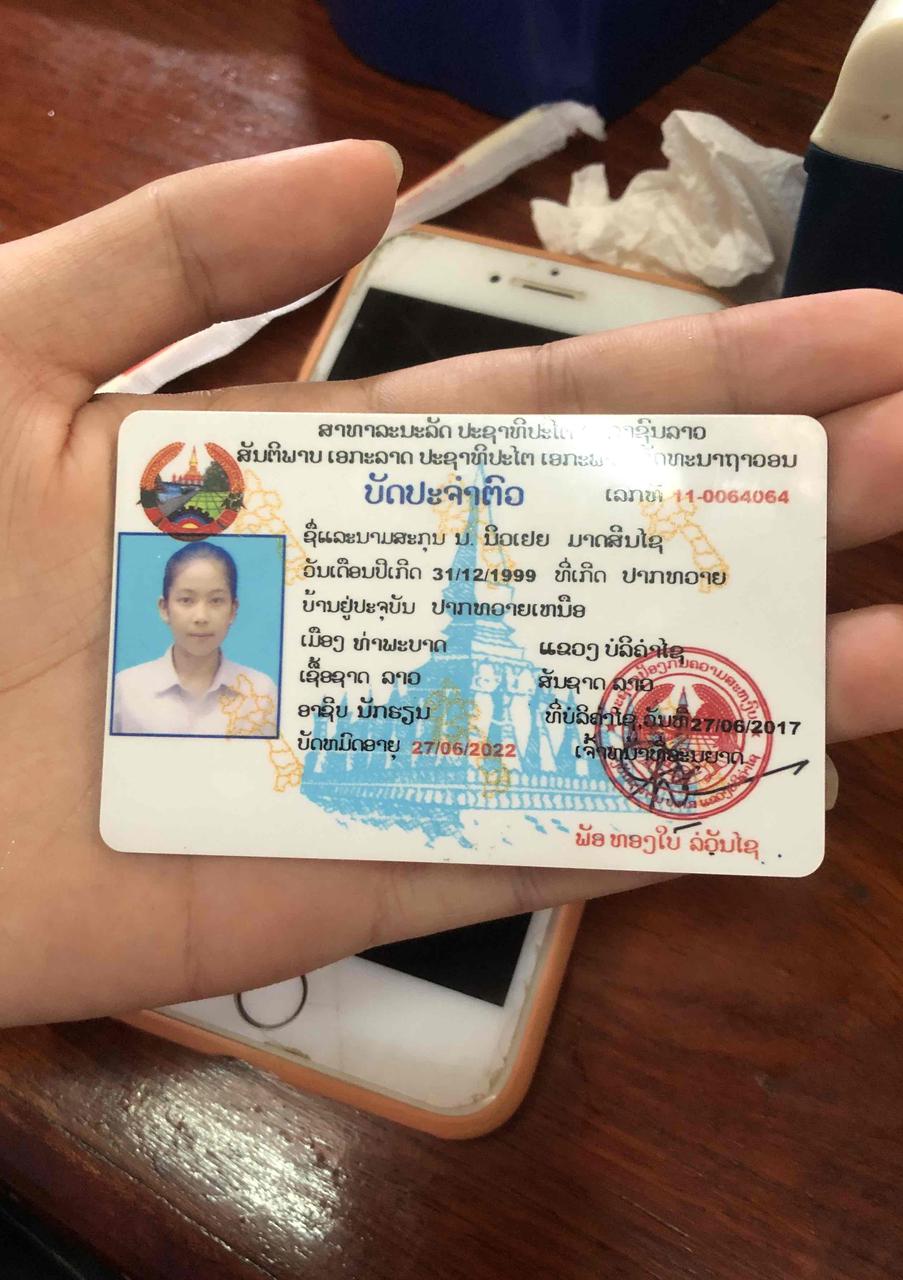 ສາທາລະນະລັດ ປະຊາທິປະໄຕ ປະຊາຊົນລາວ
ສັນຕິພາບ ເອກະລາດ ປະຊາທິປະໄຕ ເອກະພາບ ວັດທະນາຖາວອນ
ບັດປະຈຳຕົວ ເລກທີ 11-0064064
ຊື່ແລະນາມສະກຸນ ນ. ນິດເຢຍ ມາດສີນໄຊ
ວັນເດືອນປີເກີດ 31/12/1999 ທີ່ເກີດ ປາກທວາຍ
ບ້ານຢູ່ປະຈຸບັນ ປາກທວາຍເຫນືອ
ເມືອງ ທ່າພະບາດ ແຂວງ ບໍລິຄຳໄຊ
ເຊື້ອຊາດ ລາວ ສັນຊາດ ລາວ
ອາຊີບ ນັກຮຽນ ທີ່ບໍລິຄຳໄຊ,ວັນທີ 27/06/2017
ບັດຫມົດອາຍຸ 27/06/2022 ເຈົ້າຫນ້າທີ່ອະນຍາດ
ພັອ ທອງໃບ ລໍວັນໄຊ